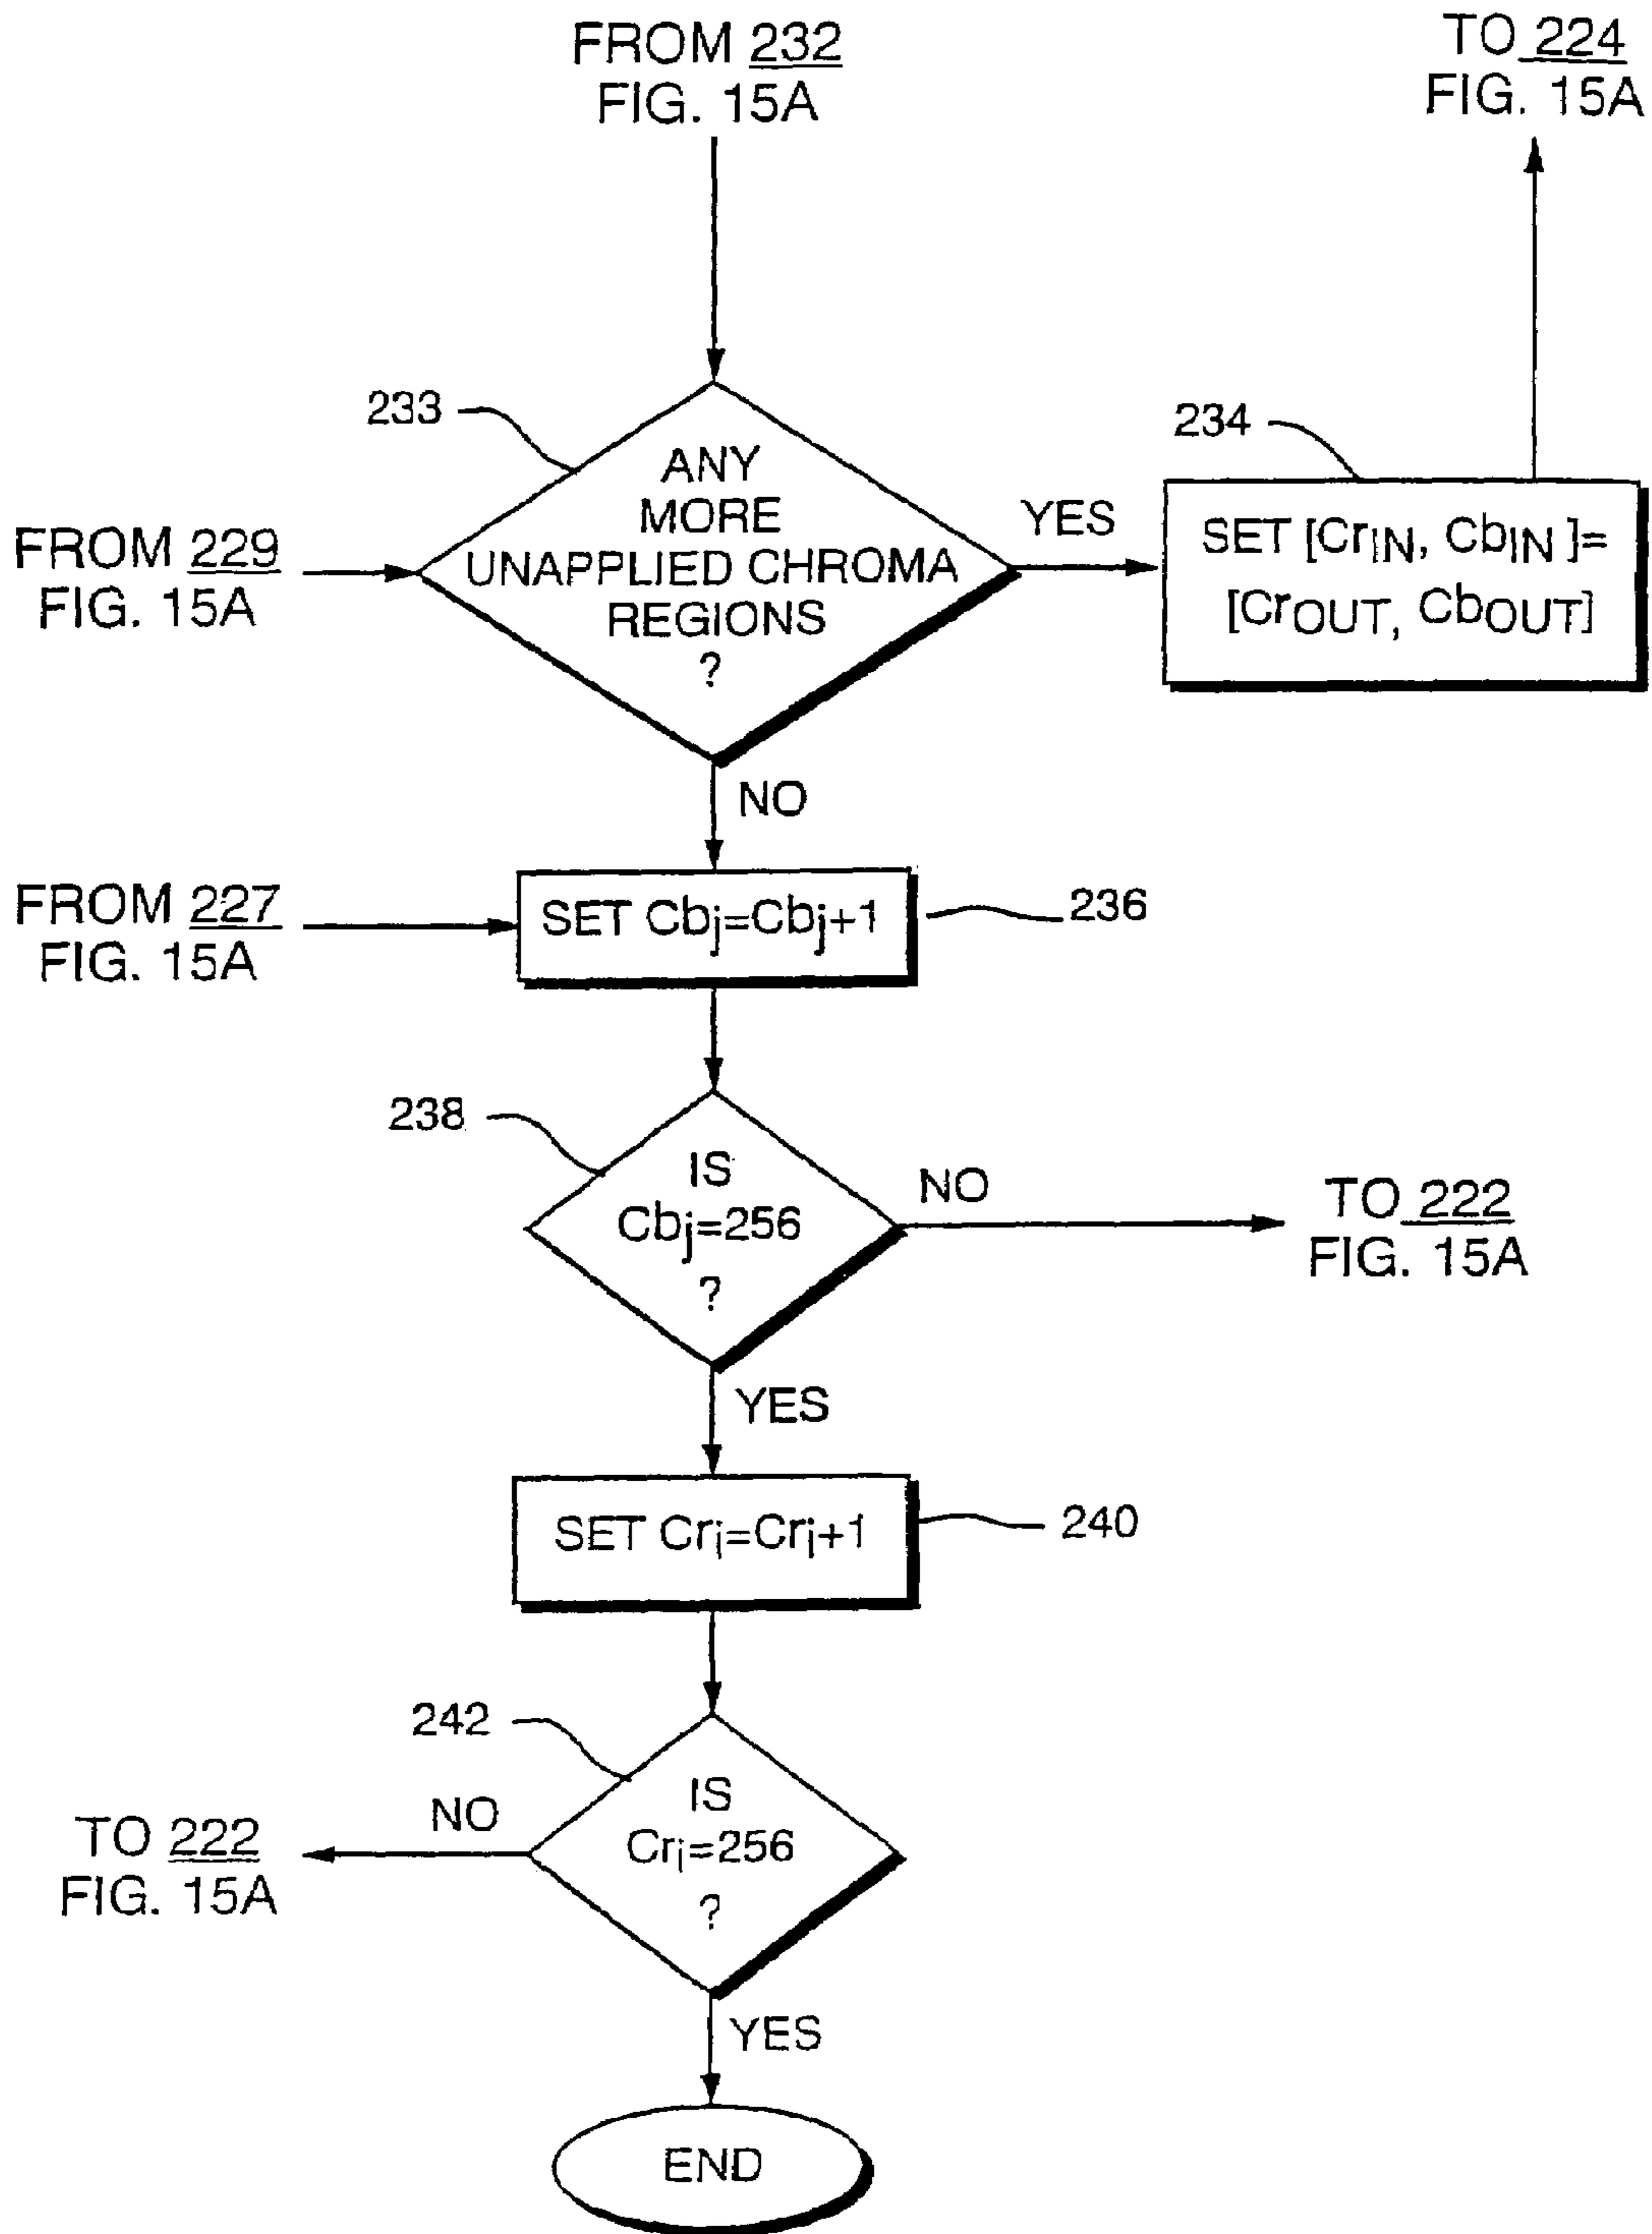 FROM 232
FIG. 15A
TO 224
FIG. 15A
233
ANY
MORE
UNAPPLIED CHROMA
REGIONS
?
YES
234
SET [CrIN, CbIN ]=
[CrOUT, CbOUT]
FROM 229
FIG. 15A
NO
FROM 227
FIG. 15A
SET Cbj=Cbj+1
236
238
IS
Cbj=256
?
NO
TO 222
FIG. 15A
YES
SET Cri=Cri+1
240
242
IS
Cri=256
?
NO
TO 222
FIG. 15A
YES
END